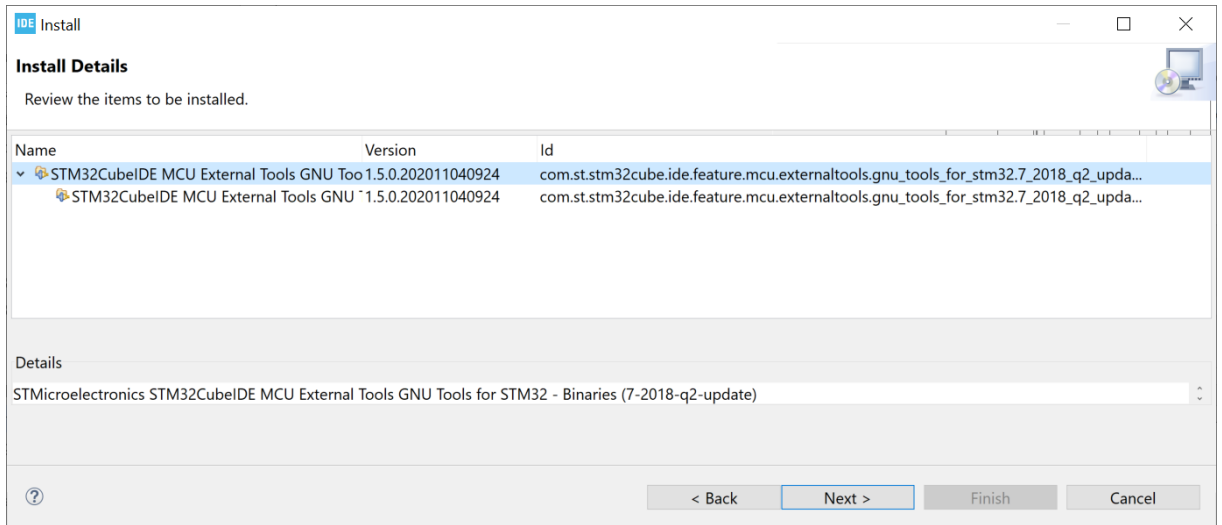 IDE Install
Install Details
Review the items to be installed.
Name Version Id
STM32CubeIDE MCU External Tools GNU Too 1.5.0.202011040924 com.st.stm32cube.ide.feature.mcu.externaltools.gnu_tools_for_stm32.7_2018_q2_upda...
STM32CubeIDE MCU External Tools GNU 1.5.0.202011040924 com.st.stm32cube.ide.feature.mcu.externaltools.gnu_tools_for_stm32.7_2018_q2_upda...
Details
STMicroelectronics STM32CubeIDE MCU External Tools GNU Tools for STM32 - Binaries (7-2018-q2-update)
? < Back Next > Finish Cancel